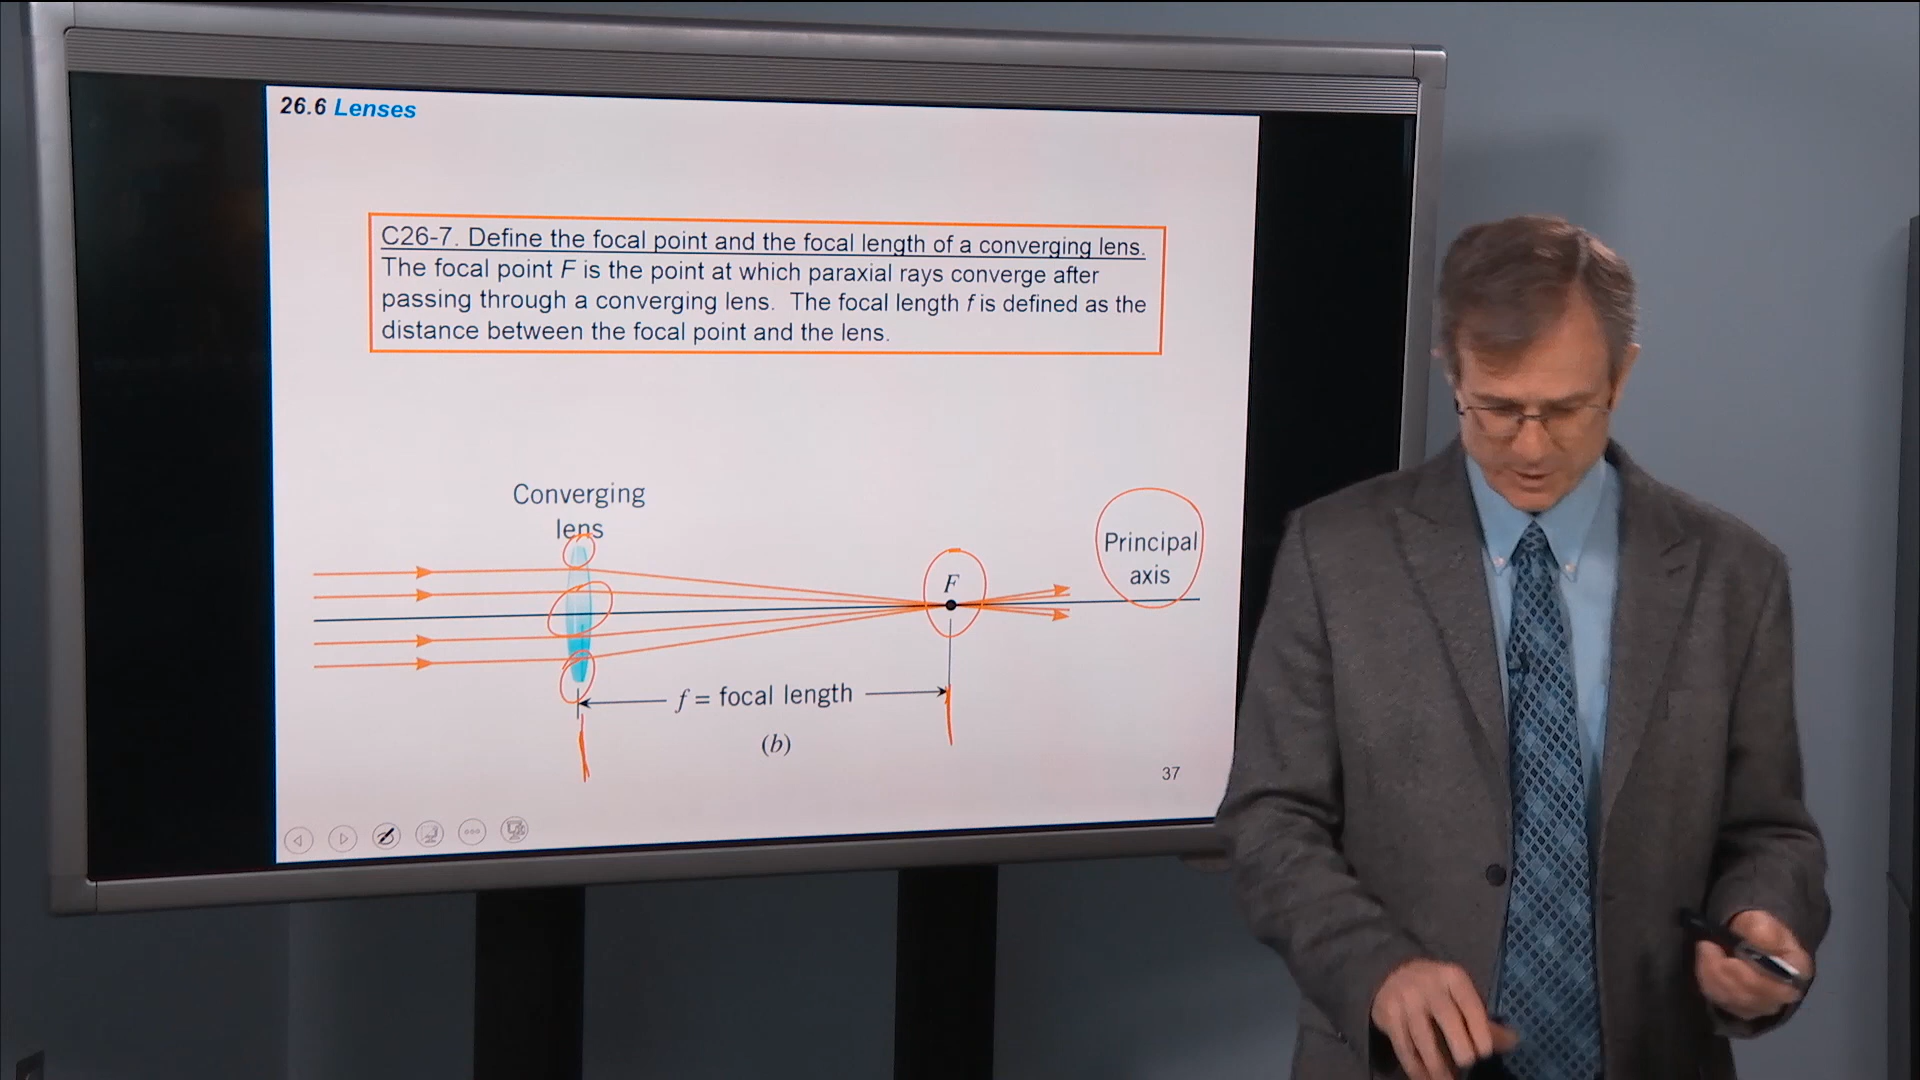 26.6 Lenses
C26-7. Define the focal point and the focal length of a converging lens.
The focal point F is the point at which paraxial rays converge after
passing through a converging lens. The focal length f is defined as the
distance between the focal point and the lens.
Converging
lens
F
Principal
axis
f = focal length
(b)
37